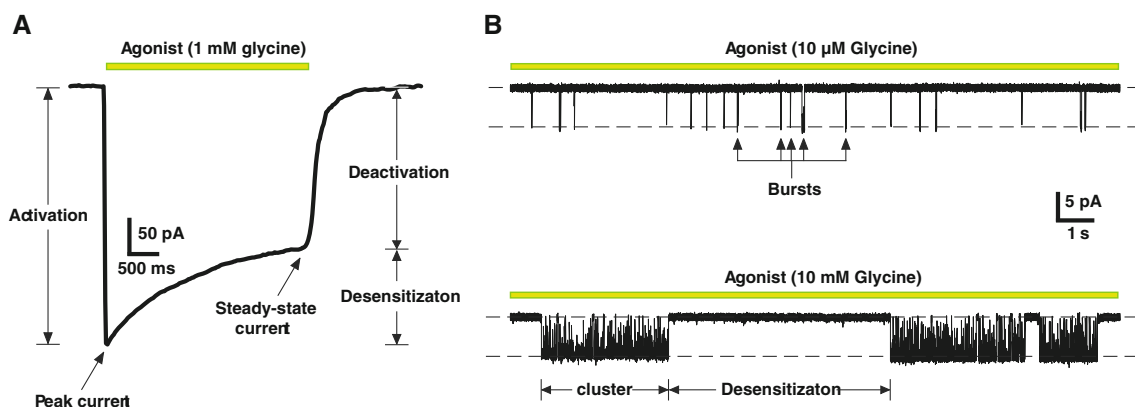 A
Agonist (1 mM glycine)
Activation
50 pA
500 ms
Deactivation
Steady-state
current
Desensitizaton
Peak current
B
Agonist (10 µM Glycine)
Bursts
5 pA
1 s
Agonist (10 mM Glycine)
cluster
Desensitizaton